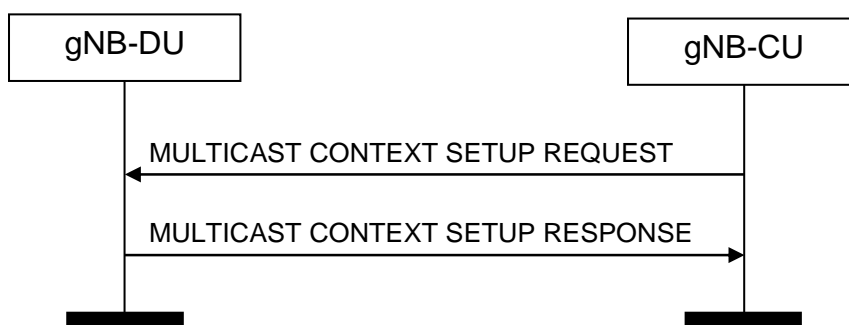 gNB-DU
gNB-CU
MULTICAST CONTEXT SETUP REQUEST
MULTICAST CONTEXT SETUP RESPONSE